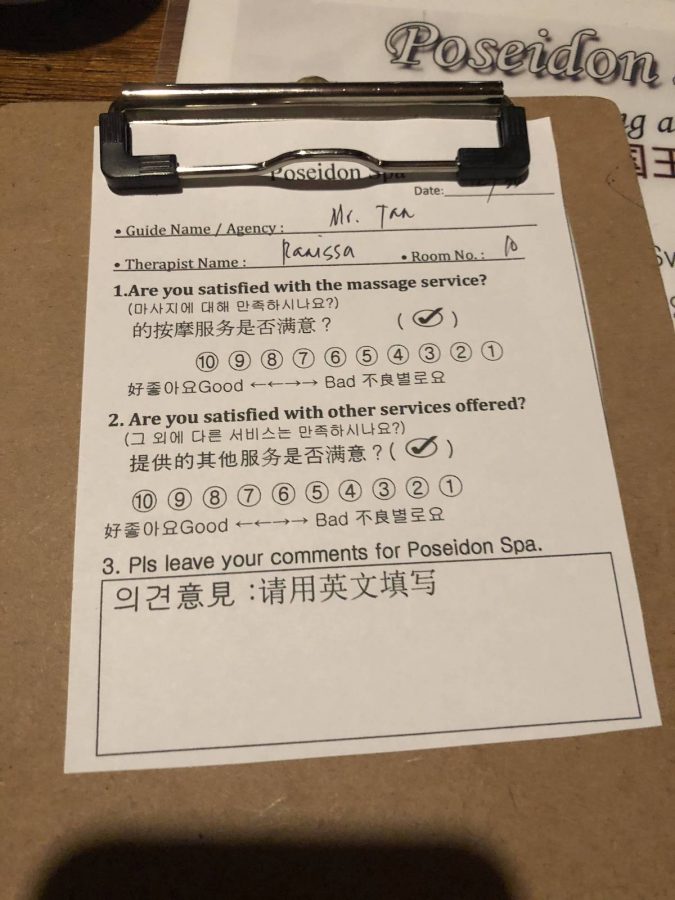 Poseidon
g a
国王
Poseidon Spa
Date:
• Guide Name / Agency : Mr. Tan
• Therapist Name : Ranissa • Room No. : 10
1.Are you satisfied with the massage service?
(마사지에 대해 만족하시나요?)
的按摩服务是否满意？ (✓)
⑩ ⑨ ⑧ ⑦ ⑥ ⑤ ④ ③ ② ①
好좋아요Good ←←→→ Bad 不良별로요
2. Are you satisfied with other services offered?
(그 외에 다른 서비스는 만족하시나요?)
提供的其他服务是否满意？(✓)
⑩ ⑨ ⑧ ⑦ ⑥ ⑤ ④ ③ ② ①
好좋아요Good ←←→→ Bad 不良별로요
3. Pls leave your comments for Poseidon Spa.
의견意見 :请用英文填写